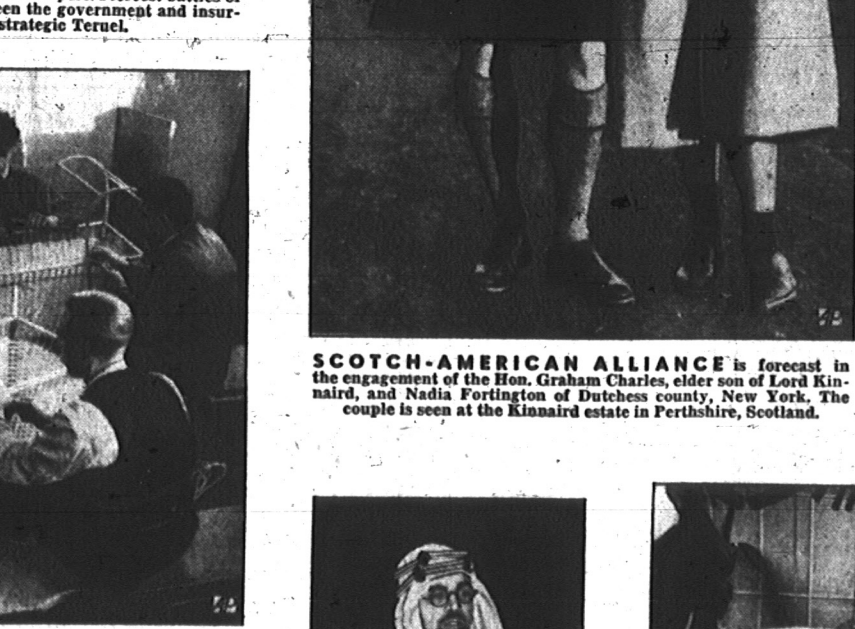 een the government and insur-
strategic Teruel.
SCOTCH-AMERICAN ALLIANCE is forecast in
the engagement of the Hon. Graham Charles, elder son of Lord Kin-
naird, and Nadia Fortington of Dutchess county, New York. The
couple is seen at the Kinnaird estate in Perthshire, Scotland.